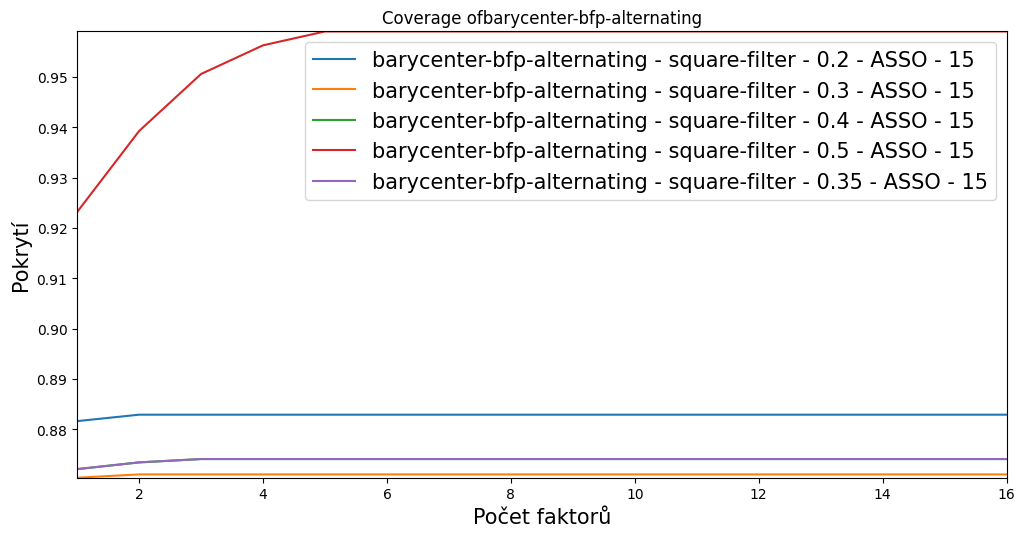 Coverage ofbarycenter-bfp-alternating
barycenter-bfp-alternating - square-filter - 0.2 - ASSO - 15
barycenter-bfp-alternating - square-filter - 0.3 - ASSO - 15
barycenter-bfp-alternating - square-filter - 0.4 - ASSO - 15
barycenter-bfp-alternating - square-filter - 0.5 - ASSO - 15
barycenter-bfp-alternating - square-filter - 0.35 - ASSO - 15
Pokrytí
0.95
0.94
0.93
0.92
0.91
0.90
0.89
0.88
2 4 6 8 10 12 14 16
Počet faktorů